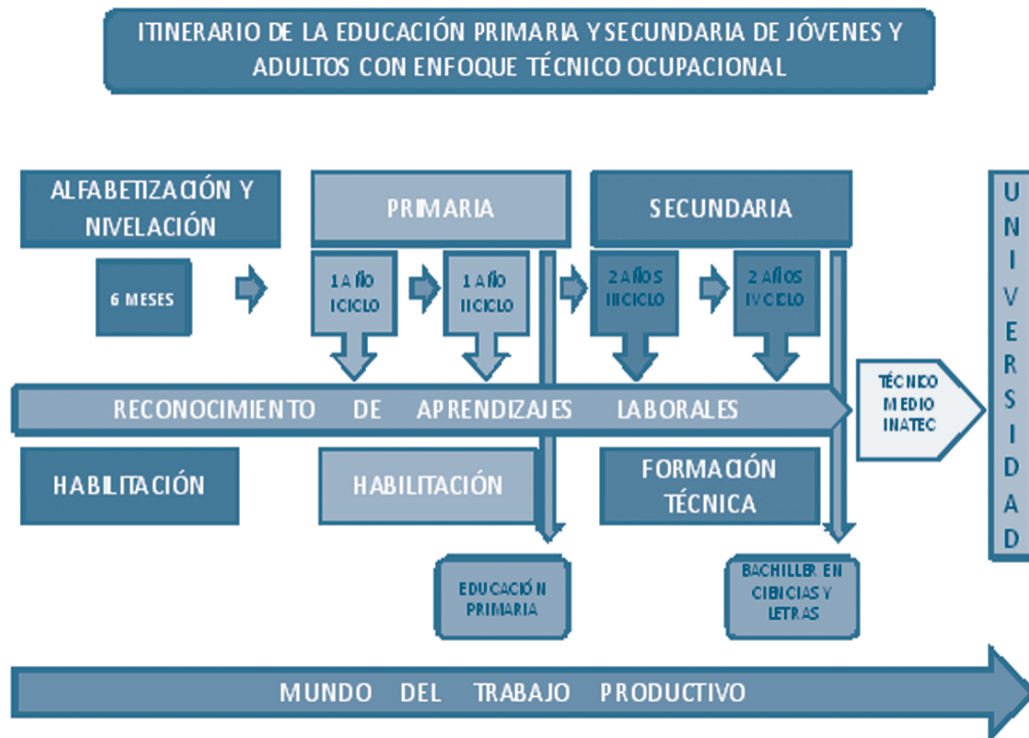 ITINERARIO DE LA EDUCACIÓN PRIMARIA Y SECUNDARIA DE JÓVENES Y
ADULTOS CON ENFOQUE TÉCNICO OCUPACIONAL
ALFABETIZACIÓN Y
NIVELACIÓN
PRIMARIA
SECUNDARIA
6 MESES
1 AÑO
I CICLO
1 AÑO
II CICLO
2 AÑOS
III CICLO
2 AÑOS
IV CICLO
RECONOCIMIENTO DE APRENDIZAJES LABORALES
TÉCNICO
MEDIO
INATEC
UNIVERSIDAD
HABILITACIÓN
HABILITACIÓN
FORMACIÓN
TÉCNICA
EDUCACIÓN
PRIMARIA
BACHILLER EN
CIENCIAS Y
LETRAS
MUNDO DEL TRABAJO PRODUCTIVO